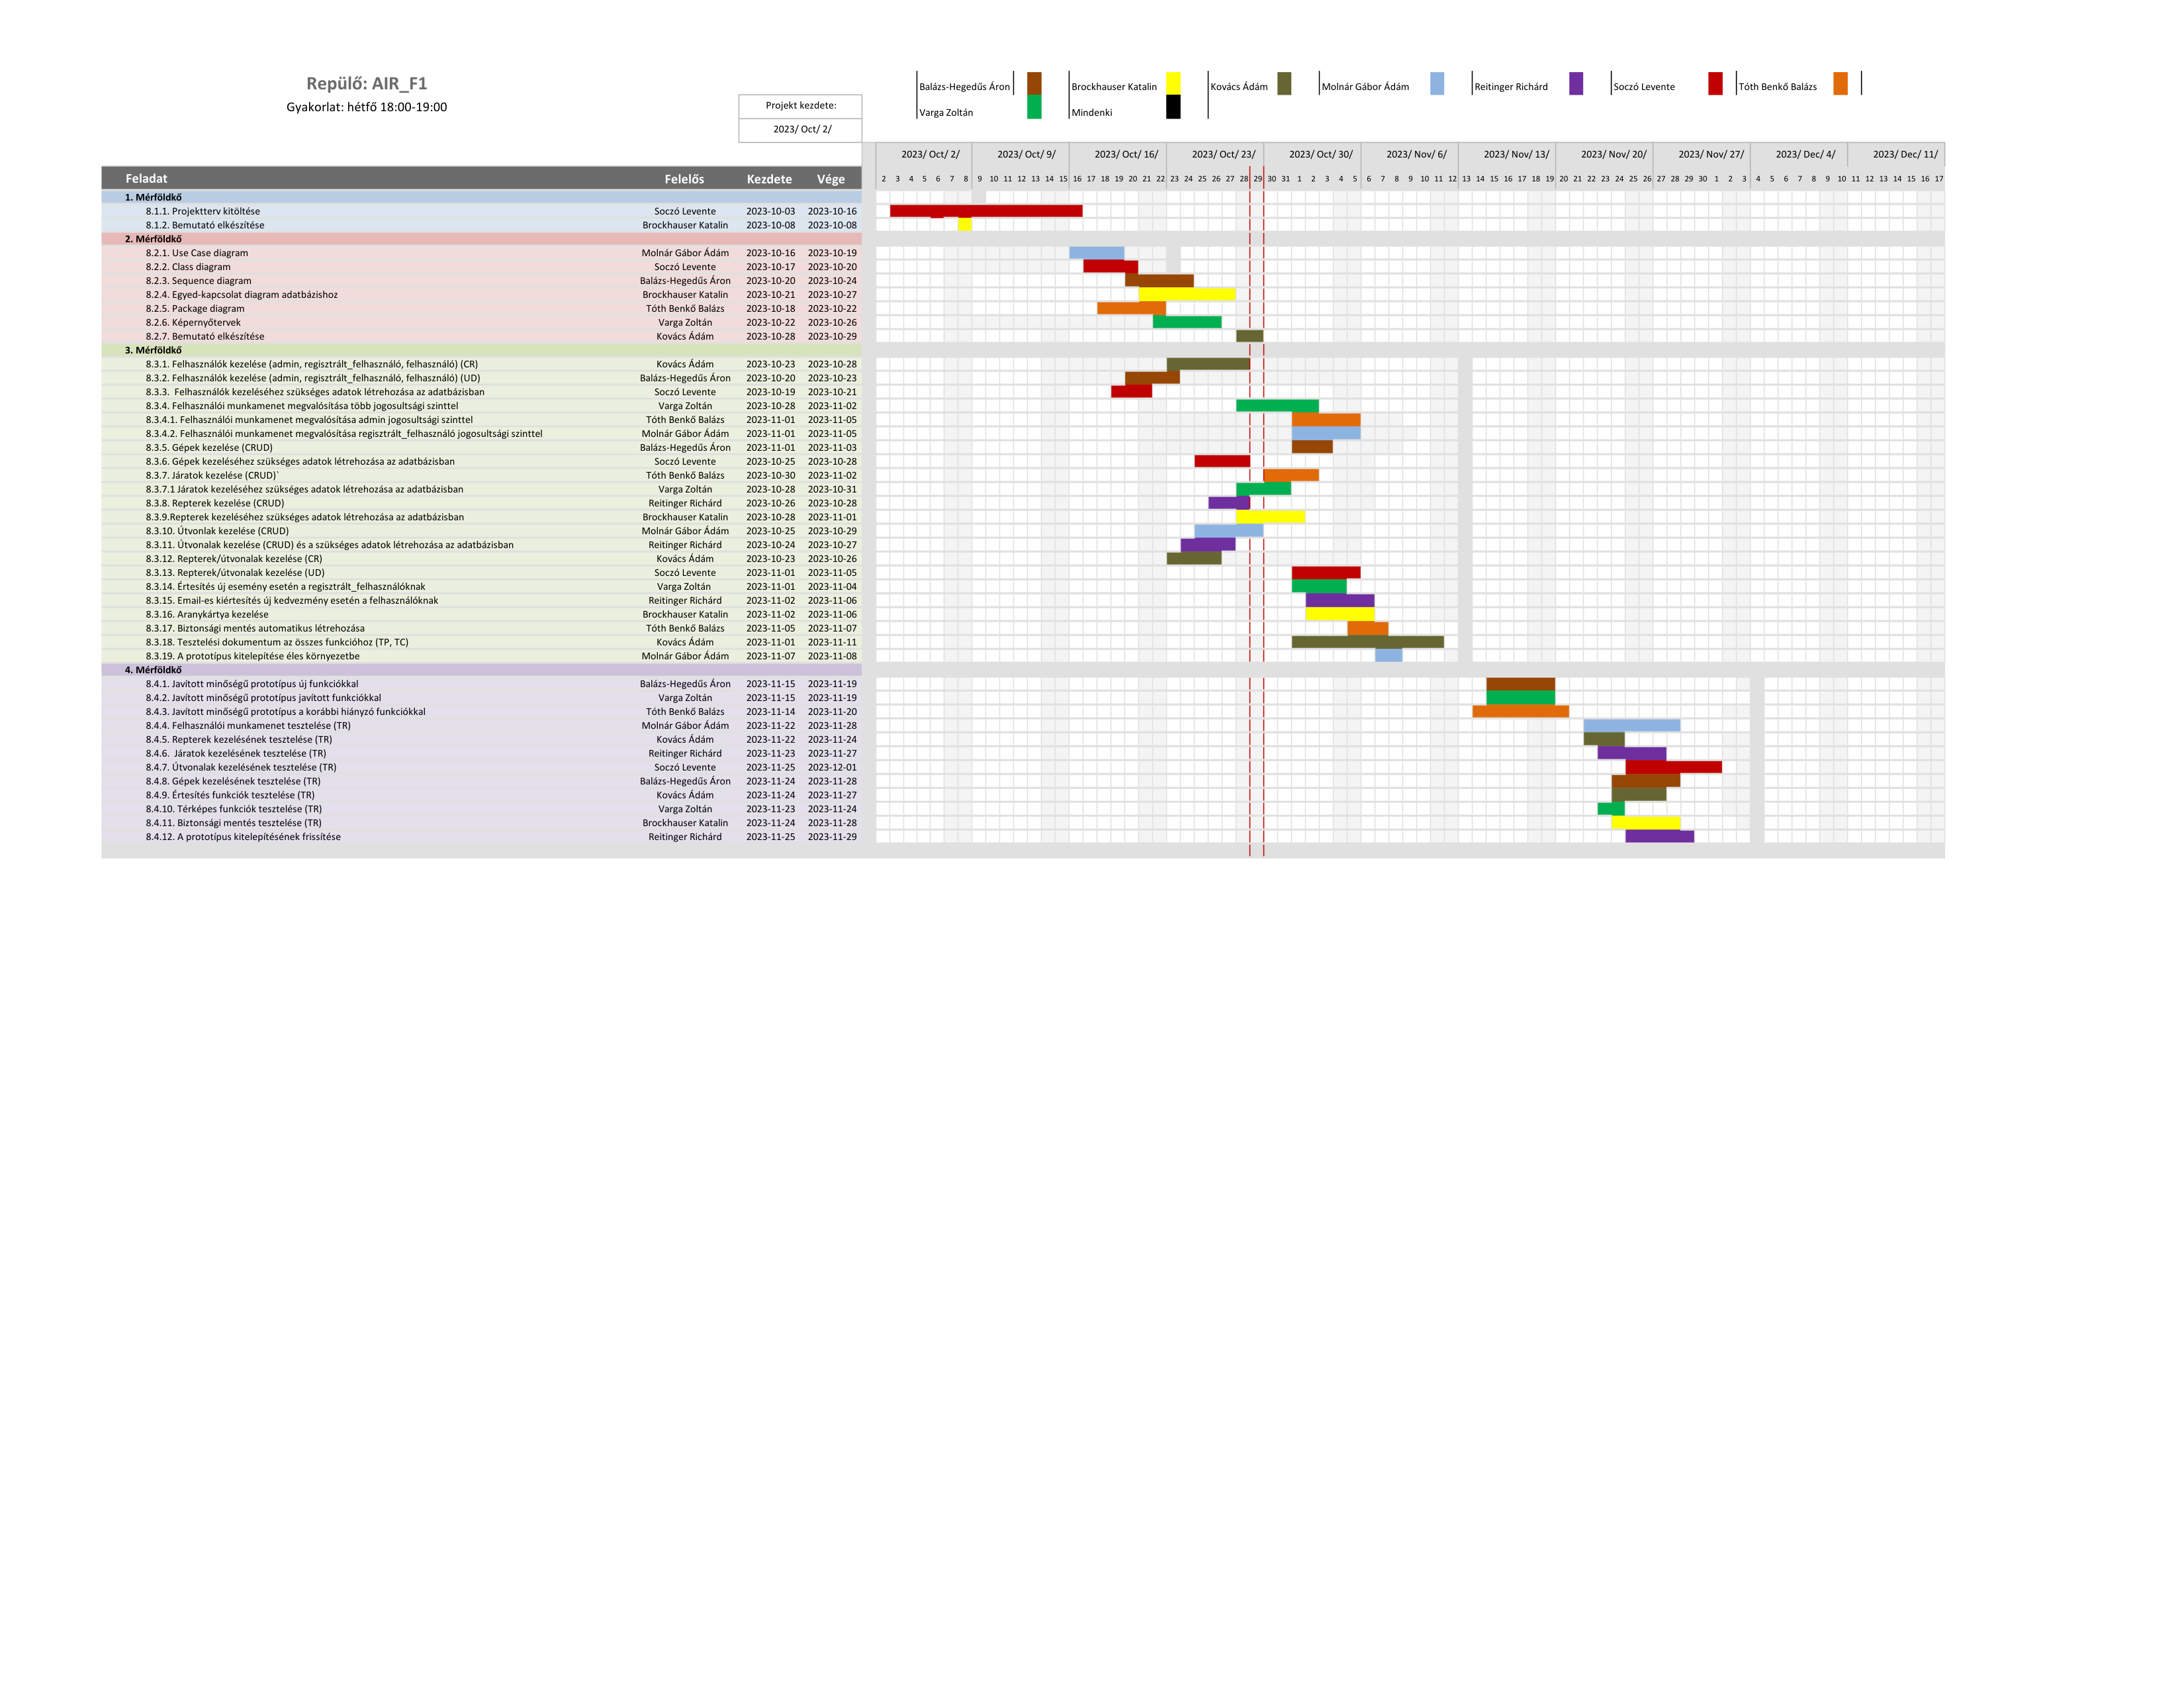 Repülő: AIR_F1
Gyakorlat: hétfő 18:00-19:00
Projekt kezdete:
2023/ Oct/ 2/
Balázs-Hegedűs Áron Brockhauser Katalin Kovács Ádám Molnár Gábor Ádám Reitinger Richárd Soczó Levente Tóth Benkő Balázs
Varga Zoltán Mindenki
2023/ Oct/ 2/ 2023/ Oct/ 9/ 2023/ Oct/ 16/ 2023/ Oct/ 23/ 2023/ Oct/ 30/ 2023/ Nov/ 6/ 2023/ Nov/ 13/ 2023/ Nov/ 20/ 2023/ Nov/ 27/ 2023/ Dec/ 4/ 2023/ Dec/ 11/
Feladat Felelős Kezdete Vége 2 3 4 5 6 7 8 9 10 11 12 13 14 15 16 17 18 19 20 21 22 23 24 25 26 27 28 29 30 31 1 2 3 4 5 6 7 8 9 10 11 12 13 14 15 16 17 18 19 20 21 22 23 24 25 26 27 28 29 30 1 2 3 4 5 6 7 8 9 10 11 12 13 14 15 16 17
1. Mérföldkő
8.1.1. Projektterv kitöltése Soczó Levente 2023-10-03 2023-10-16
8.1.2. Bemutató elkészítése Brockhauser Katalin 2023-10-08 2023-10-08
2. Mérföldkő
8.2.1. Use Case diagram Molnár Gábor Ádám 2023-10-16 2023-10-19
8.2.2. Class diagram Soczó Levente 2023-10-17 2023-10-20
8.2.3. Sequence diagram Balázs-Hegedűs Áron 2023-10-20 2023-10-24
8.2.4. Egyed-kapcsolat diagram adatbázishoz Brockhauser Katalin 2023-10-21 2023-10-27
8.2.5. Package diagram Tóth Benkő Balázs 2023-10-18 2023-10-22
8.2.6. Képernyőtervek Varga Zoltán 2023-10-22 2023-10-26
8.2.7. Bemutató elkészítése Kovács Ádám 2023-10-28 2023-10-29
3. Mérföldkő
8.3.1. Felhasználók kezelése (admin, regisztrált_felhasználó, felhasználó) (CR) Kovács Ádám 2023-10-23 2023-10-28
8.3.2. Felhasználók kezelése (admin, regisztrált_felhasználó, felhasználó) (UD) Balázs-Hegedűs Áron 2023-10-20 2023-10-23
8.3.3. Felhasználók kezeléséhez szükséges adatok létrehozása az adatbázisban Soczó Levente 2023-10-19 2023-10-21
8.3.4. Felhasználói munkamenet megvalósítása több jogosultsági szinttel Varga Zoltán 2023-10-28 2023-11-02
8.3.4.1. Felhasználói munkamenet megvalósítása admin jogosultsági szinttel Tóth Benkő Balázs 2023-11-01 2023-11-05
8.3.4.2. Felhasználói munkamenet megvalósítása regisztrált_felhasználó jogosultsági szinttel Molnár Gábor Ádám 2023-11-01 2023-11-05
8.3.5. Gépek kezelése (CRUD) Balázs-Hegedűs Áron 2023-11-01 2023-11-03
8.3.6. Gépek kezeléséhez szükséges adatok létrehozása az adatbázisban Soczó Levente 2023-10-25 2023-10-28
8.3.7. Járatok kezelése (CRUD)` Tóth Benkő Balázs 2023-10-30 2023-11-02
8.3.7.1 Járatok kezeléséhez szükséges adatok létrehozása az adatbázisban Varga Zoltán 2023-10-28 2023-10-31
8.3.8. Repterek kezelése (CRUD) Reitinger Richárd 2023-10-26 2023-10-28
8.3.9.Repterek kezeléséhez szükséges adatok létrehozása az adatbázisban Brockhauser Katalin 2023-10-28 2023-11-01
8.3.10. Útvonlak kezelése (CRUD) Molnár Gábor Ádám 2023-10-25 2023-10-29
8.3.11. Útvonalak kezelése (CRUD) és a szükséges adatok létrehozása az adatbázisban Reitinger Richárd 2023-10-24 2023-10-27
8.3.12. Repterek/útvonalak kezelése (CR) Kovács Ádám 2023-10-23 2023-10-26
8.3.13. Repterek/útvonalak kezelése (UD) Soczó Levente 2023-11-01 2023-11-05
8.3.14. Értesítés új esemény esetén a regisztrált_felhasználóknak Varga Zoltán 2023-11-01 2023-11-04
8.3.15. Email-es kiértesítés új kedvezmény esetén a felhasználóknak Reitinger Richárd 2023-11-02 2023-11-06
8.3.16. Aranykártya kezelése Brockhauser Katalin 2023-11-02 2023-11-06
8.3.17. Biztonsági mentés automatikus létrehozása Tóth Benkő Balázs 2023-11-05 2023-11-07
8.3.18. Tesztelési dokumentum az összes funkcióhoz (TP, TC) Kovács Ádám 2023-11-01 2023-11-11
8.3.19. A prototípus kitelepítése éles környezetbe Molnár Gábor Ádám 2023-11-07 2023-11-08
4. Mérföldkő
8.4.1. Javított minőségű prototípus új funkciókkal Balázs-Hegedűs Áron 2023-11-15 2023-11-19
8.4.2. Javított minőségű prototípus javított funkciókkal Varga Zoltán 2023-11-15 2023-11-19
8.4.3. Javított minőségű prototípus a korábbi hiányzó funkciókkal Tóth Benkő Balázs 2023-11-14 2023-11-20
8.4.4. Felhasználói munkamenet tesztelése (TR) Molnár Gábor Ádám 2023-11-22 2023-11-28
8.4.5. Repterek kezelésének tesztelése (TR) Kovács Ádám 2023-11-22 2023-11-24
8.4.6. Járatok kezelésének tesztelése (TR) Reitinger Richárd 2023-11-23 2023-11-27
8.4.7. Útvonalak kezelésének tesztelése (TR) Soczó Levente 2023-11-25 2023-12-01
8.4.8. Gépek kezelésének tesztelése (TR) Balázs-Hegedűs Áron 2023-11-24 2023-11-28
8.4.9. Értesítés funkciók tesztelése (TR) Kovács Ádám 2023-11-24 2023-11-27
8.4.10. Térképes funkciók tesztelése (TR) Varga Zoltán 2023-11-23 2023-11-24
8.4.11. Biztonsági mentés tesztelése (TR) Brockhauser Katalin 2023-11-24 2023-11-28
8.4.12. A prototípus kitelepítésének frissítése Reitinger Richárd 2023-11-25 2023-11-29